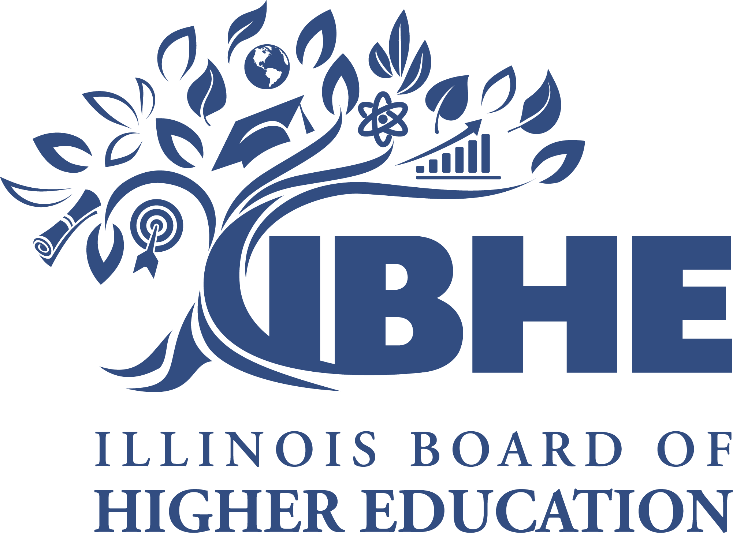 IBHE
ILLINOIS BOARD OF
HIGHER EDUCATION